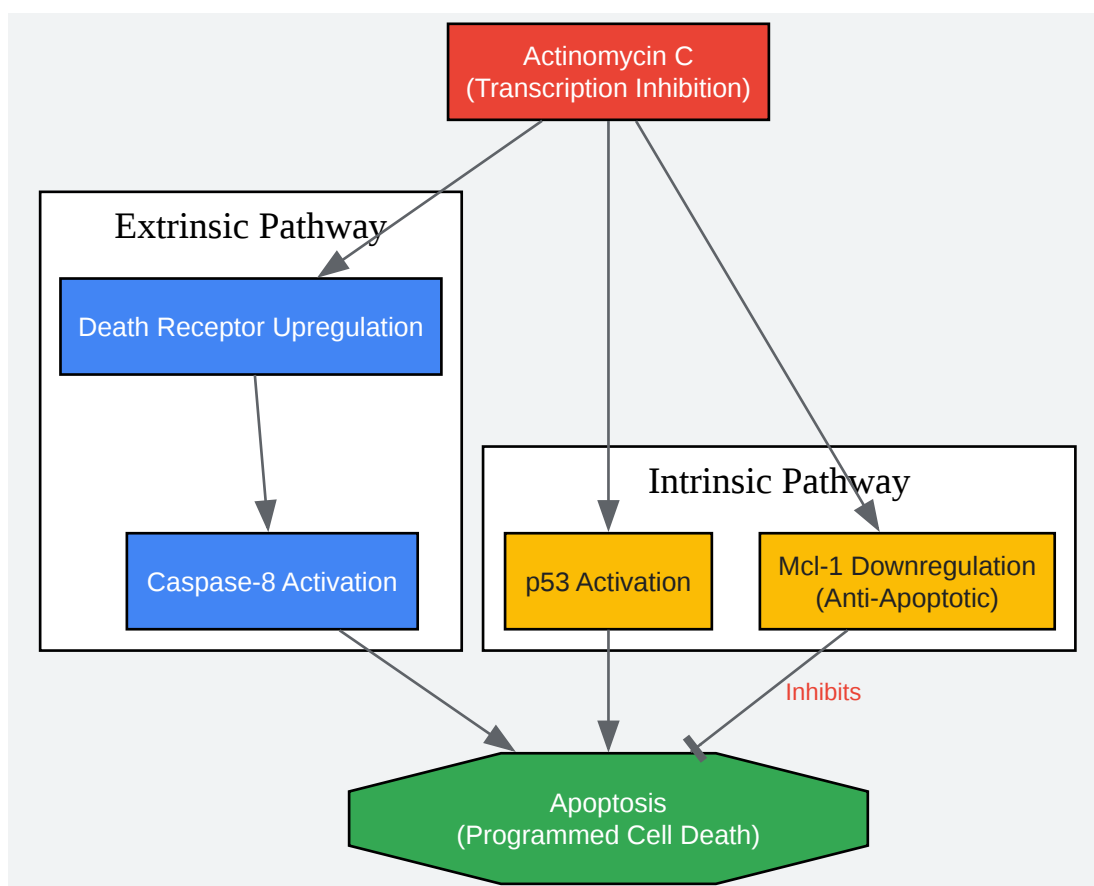 Actinomycin C
(Transcription Inhibition)
Extrinsic Pathway
Death Receptor Upregulation
Caspase-8 Activation
Intrinsic Pathway
p53 Activation
Mcl-1 Downregulation
(Anti-Apoptotic)
Inhibits
Apoptosis
(Programmed Cell Death)